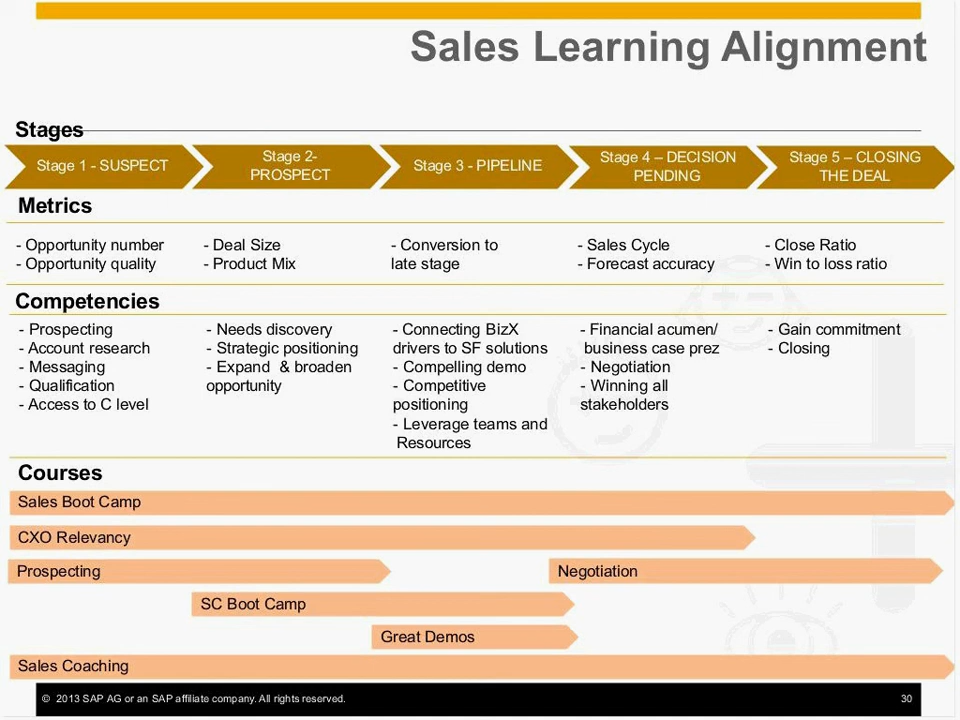 Sales Learning Alignment
Stages
Stage 1 - SUSPECT
Stage 2-
PROSPECT
Stage 3 - PIPELINE
Stage 4 – DECISION
PENDING
Stage 5 – CLOSING
THE DEAL
Metrics
- Opportunity number
- Opportunity quality
- Deal Size
- Product Mix
- Conversion to
late stage
- Sales Cycle
- Forecast accuracy
- Close Ratio
- Win to loss ratio
Competencies
- Prospecting
- Account research
- Messaging
- Qualification
- Access to C level
- Needs discovery
- Strategic positioning
- Expand & broaden
opportunity
- Connecting BizX
drivers to SF solutions
- Compelling demo
- Competitive
positioning
- Leverage teams and
Resources
- Financial acumen/
business case prez
- Negotiation
- Winning all
stakeholders
- Gain commitment
- Closing
Courses
Sales Boot Camp
CXO Relevancy
Prospecting
Negotiation
SC Boot Camp
Great Demos
Sales Coaching
© 2013 SAP AG or an SAP affiliate company. All rights reserved.
30